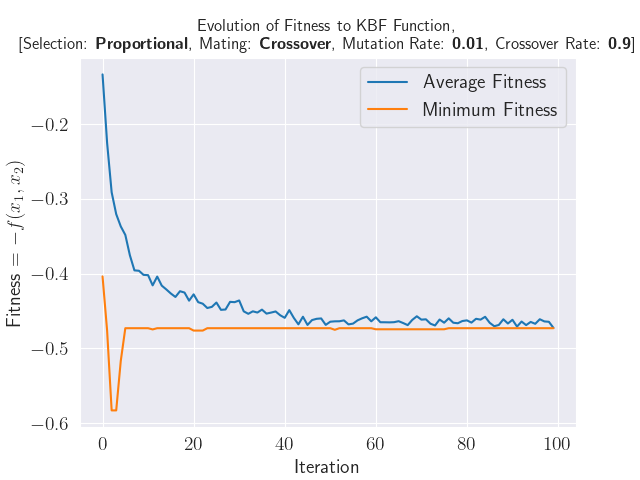 Evolution of Fitness to KBF Function,
[Selection: Proportional, Mating: Crossover, Mutation Rate: 0.01, Crossover Rate: 0.9]
Average Fitness
Minimum Fitness
−0.2
−0.3
−0.4
−0.5
−0.6
Fitness = −f(x₁, x₂)
0 20 40 60 80 100
Iteration